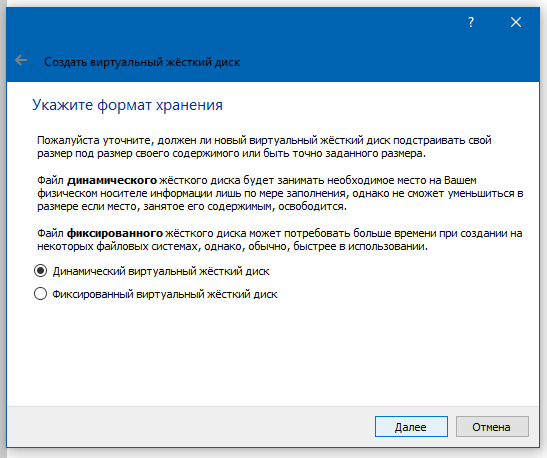 ?
Создать виртуальный жёсткий диск
Укажите формат хранения
Пожалуйста уточните, должен ли новый виртуальный жёсткий диск подстраивать свой
размер под размер своего содержимого или быть точно заданного размера.
Файл динамического жёсткого диска будет занимать необходимое место на Вашем
физическом носителе информации лишь по мере заполнения, однако не сможет уменьшиться в
размере если место, занятое его содержимым, освободится.
Файл фиксированного жёсткого диска может потребовать больше времени при создании на
некоторых файловых системах, однако, обычно, быстрее в использовании.
Динамический виртуальный жёсткий диск
Фиксированный виртуальный жёсткий диск
Далее
Отмена